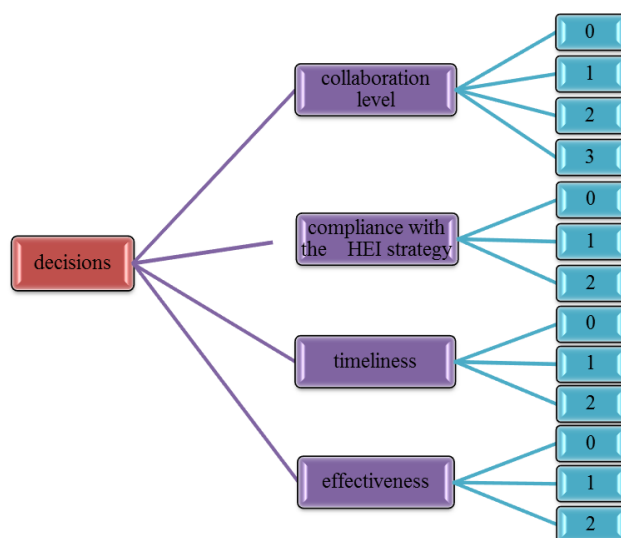 decisions
collaboration
level
0
1
2
3
compliance with
the HEI strategy
0
1
2
timeliness
0
1
2
effectiveness
0
1
2